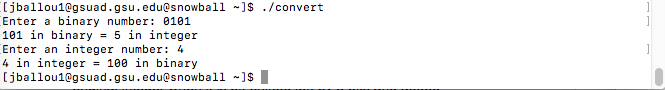 [jballou1@gsuad.gsu.edu@snowball ~]$ ./convert
[Enter a binary number: 0101 ]
101 in binary = 5 in integer
[Enter an integer number: 4 ]
4 in integer = 100 in binary
[jballou1@gsuad.gsu.edu@snowball ~]$